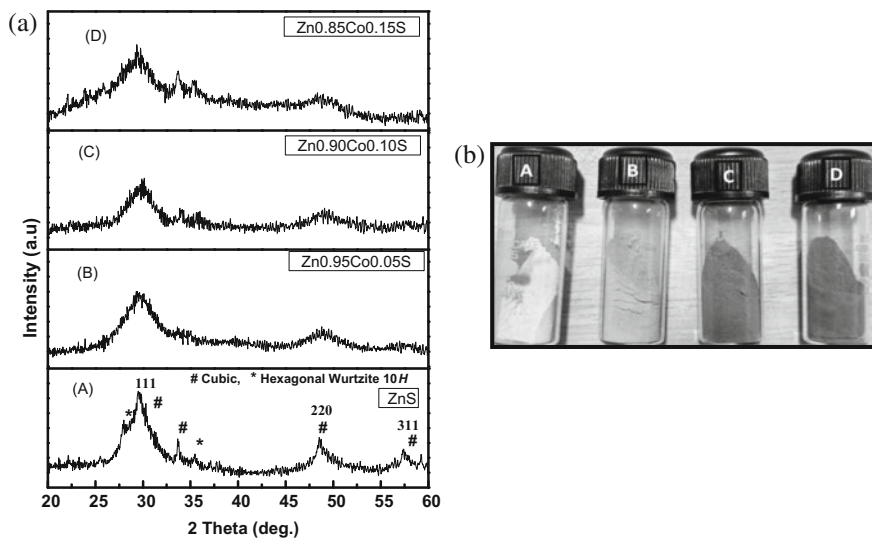 (a)
(D)
Zn0.85Co0.15S
(C)
Zn0.90Co0.10S
(B)
Zn0.95Co0.05S
(A)
# Cubic, * Hexagonal Wurtzite 10H
ZnS
111
*
#
#
*
220
#
311
#
20 25 30 35 40 45 50 55 60
2 Theta (deg.)
Intensity (a.u)
(b)
A B C D